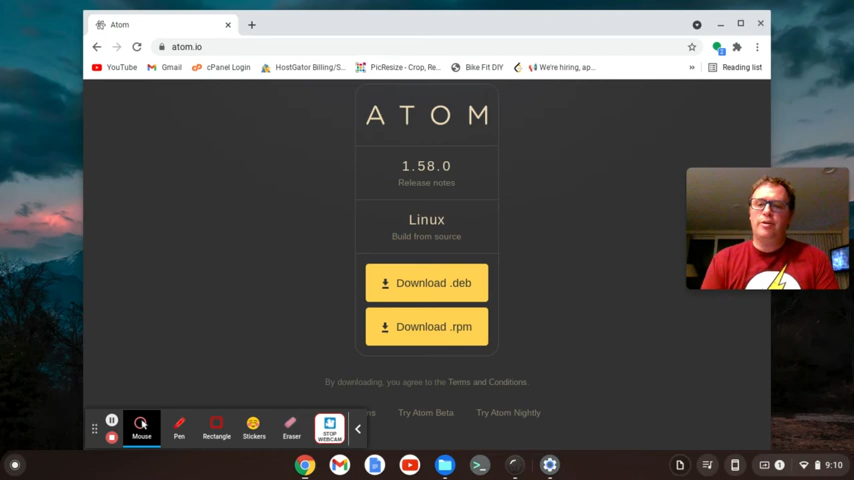 Atom
atom.io
YouTube
Gmail
cPanel Login
HostGator Billing/S...
PicResize - Crop, Re...
Bike Fit DIY
We're hiring, ap...
»
Reading list
ATOM
1.58.0
Release notes
Linux
Build from source
Download .deb
Download .rpm
By downloading, you agree to the Terms and Conditions.
ns
Try Atom Beta
Try Atom Nightly
Mouse
Pen
Rectangle
Stickers
Eraser
STOP
WEBCAM
1
9:10